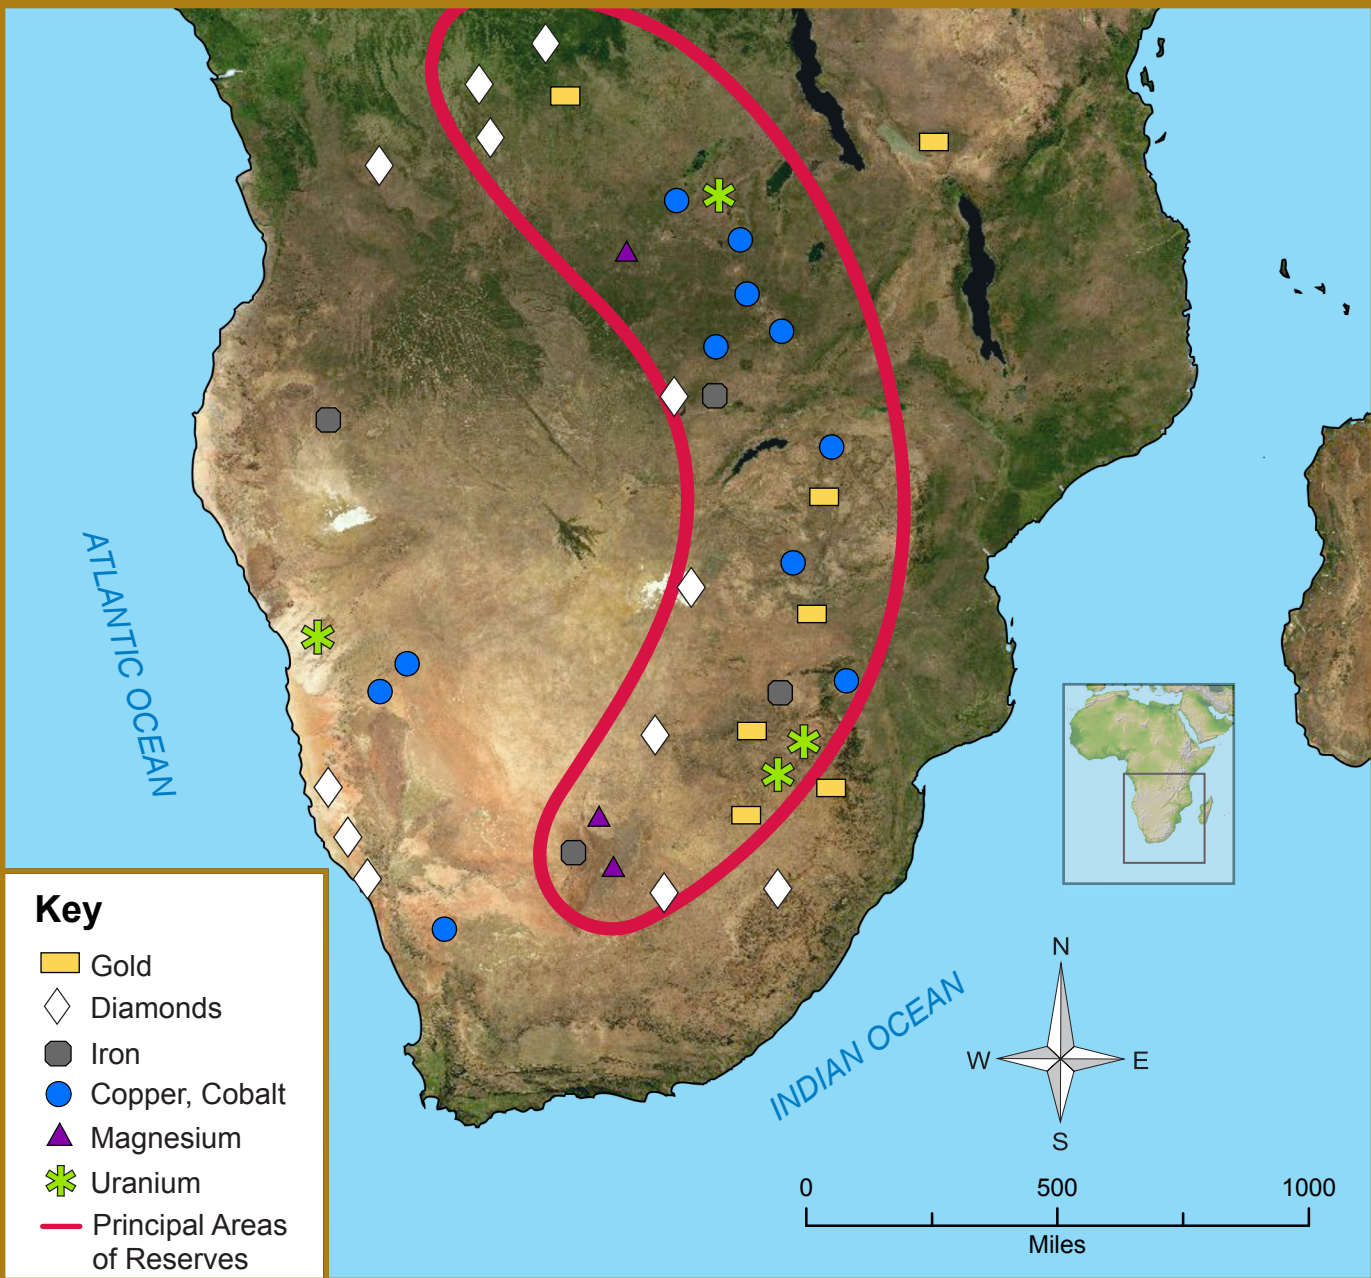 ATLANTIC OCEAN
Key
Gold
Diamonds
Iron
Copper, Cobalt
Magnesium
Uranium
Principal Areas
of Reserves
INDIAN OCEAN
N
W
E
S
0
500
1000
Miles